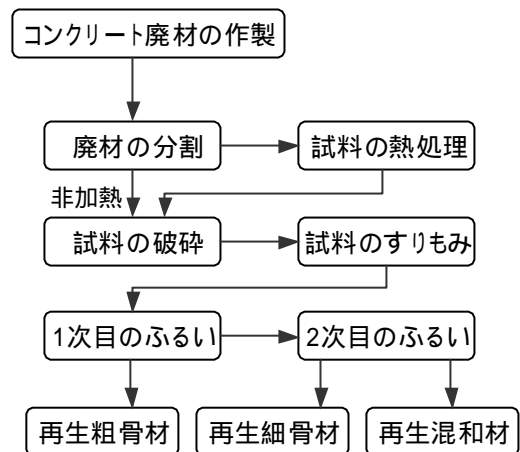 コンクリート廃材の作製
廃材の分割
試料の熱処理
非加熱
試料の破砕
試料のすりもみ
1次目のふるい
2次目のふるい
再生粗骨材
再生細骨材
再生混和材